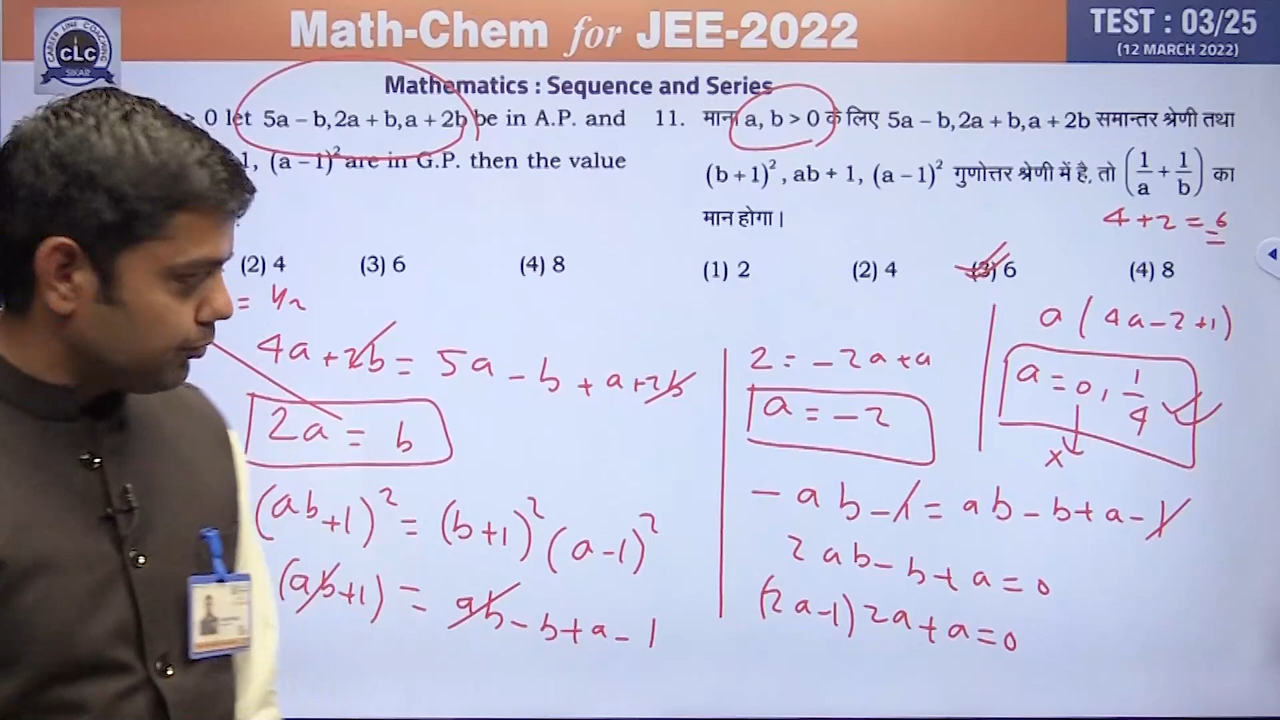 Math-Chem for JEE-2022
TEST : 03/25
(12 MARCH 2022)
CAREER LINE COACHING
CLC
SIKAR
Mathematics : Sequence and Series
> 0 let 5a − b, 2a + b, a + 2b be in A.P. and
1, (a − 1)² are in G.P. then the value
(2) 4 (3) 6 (4) 8
11. माना a, b > 0 के लिए 5a − b, 2a + b, a + 2b समान्तर श्रेणी तथा
(b + 1)², ab + 1, (a − 1)² गुणोत्तर श्रेणी में है, तो (1/a + 1/b) का
मान होगा।
4 + 2 = 6
(1) 2 (2) 4 (3) 6 (4) 8
4a + 2b = 5a − b + a + 2b
2a = b
(ab+1)² = (b+1)² (a−1)²
(ab+1) = ab − b + a − 1
2 = −2a + a
a = −2
a(4a−2+1)
a = 0, 1/4
x
− ab − 1 = ab − b + a − 1
2ab − b + a = 0
(2a−1) 2a + a = 0